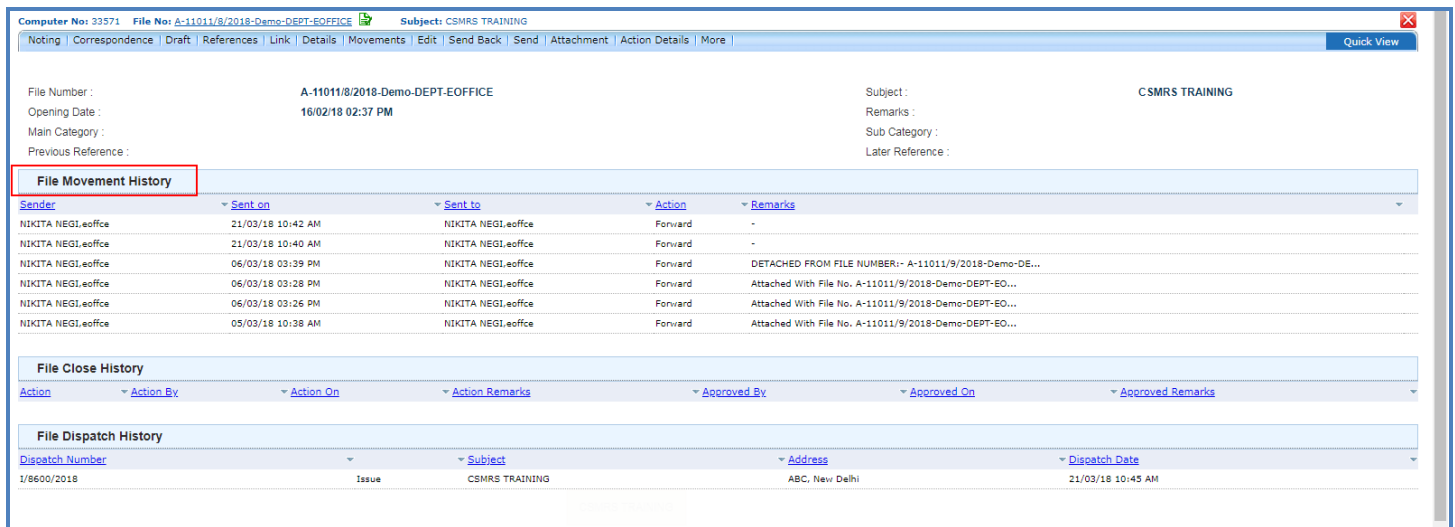 Computer No: 33571 File No: A-11011/8/2018-Demo-DEPT-EOFFICE Subject: CSMRS TRAINING
Noting | Correspondence | Draft | References | Link | Details | Movements | Edit | Send Back | Send | Attachment | Action Details | More | Quick View
File Number : A-11011/8/2018-Demo-DEPT-EOFFICE Subject : CSMRS TRAINING
Opening Date : 16/02/18 02:37 PM Remarks :
Main Category : Sub Category :
Previous Reference : Later Reference :
File Movement History
Sender Sent on Sent to Action Remarks
NIKITA NEGI,eoffce 21/03/18 10:42 AM NIKITA NEGI,eoffce Forward -
NIKITA NEGI,eoffce 21/03/18 10:40 AM NIKITA NEGI,eoffce Forward -
NIKITA NEGI,eoffce 06/03/18 03:39 PM NIKITA NEGI,eoffce Forward DETACHED FROM FILE NUMBER:- A-11011/9/2018-Demo-DE...
NIKITA NEGI,eoffce 06/03/18 03:28 PM NIKITA NEGI,eoffce Forward Attached With File No. A-11011/9/2018-Demo-DEPT-EO...
NIKITA NEGI,eoffce 06/03/18 03:26 PM NIKITA NEGI,eoffce Forward Attached With File No. A-11011/9/2018-Demo-DEPT-EO...
NIKITA NEGI,eoffce 05/03/18 10:38 AM NIKITA NEGI,eoffce Forward Attached With File No. A-11011/9/2018-Demo-DEPT-EO...
File Close History
Action Action By Action On Action Remarks Approved By Approved On Approved Remarks
File Dispatch History
Dispatch Number Subject Address Dispatch Date
I/8600/2018 Issue CSMRS TRAINING ABC, New Delhi 21/03/18 10:45 AM